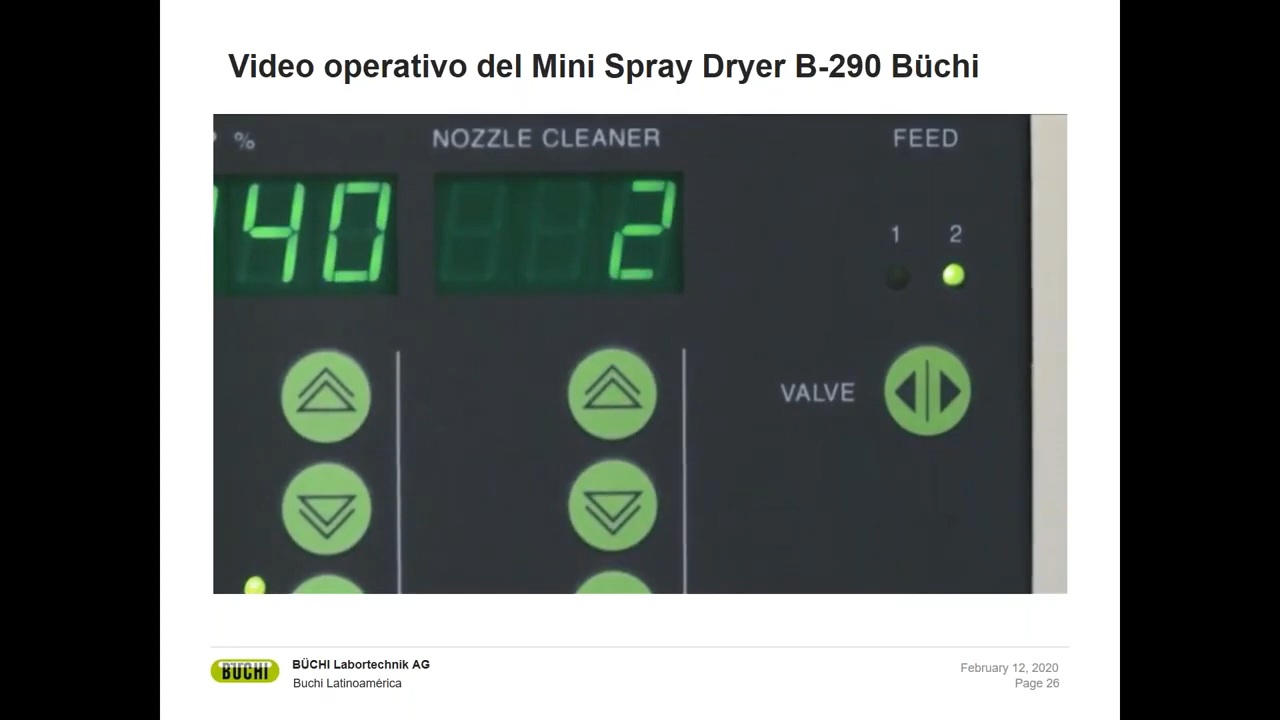 Video operativo del Mini Spray Dryer B-290 Büchi
% NOZZLE CLEANER FEED
40 2
1 2
VALVE
BÜCHI
BÜCHI Labortechnik AG
Buchi Latinoamérica
February 12, 2020
Page 26